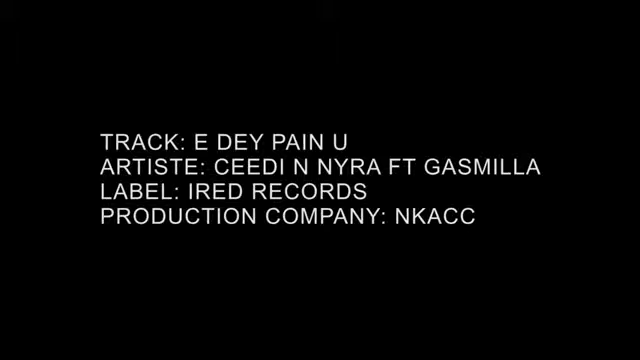 TRACK: E DEY PAIN U
ARTISTE: CEEDI N NYRA FT GASMILLA
LABEL: IRED RECORDS
PRODUCTION COMPANY: NKACC